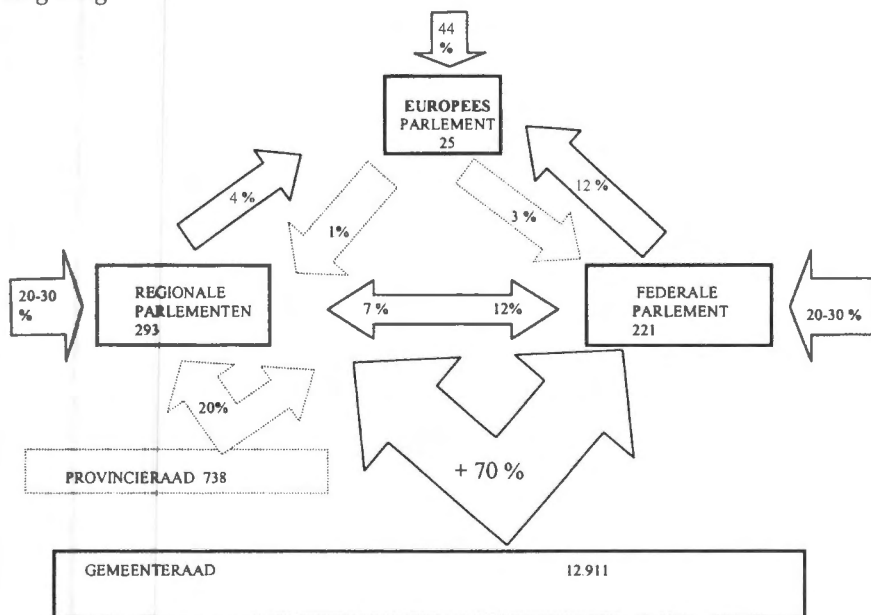 44
%
EUROPEES
PARLEMENT
25
4 %
1%
3 %
12 %
20-30
%
REGIONALE
PARLEMENTEN
293
7 %
12%
FEDERALE
PARLEMENT
221
20-30 %
20%
+ 70 %
PROVINCIERAAD 738
GEMEENTERAAD 12.911